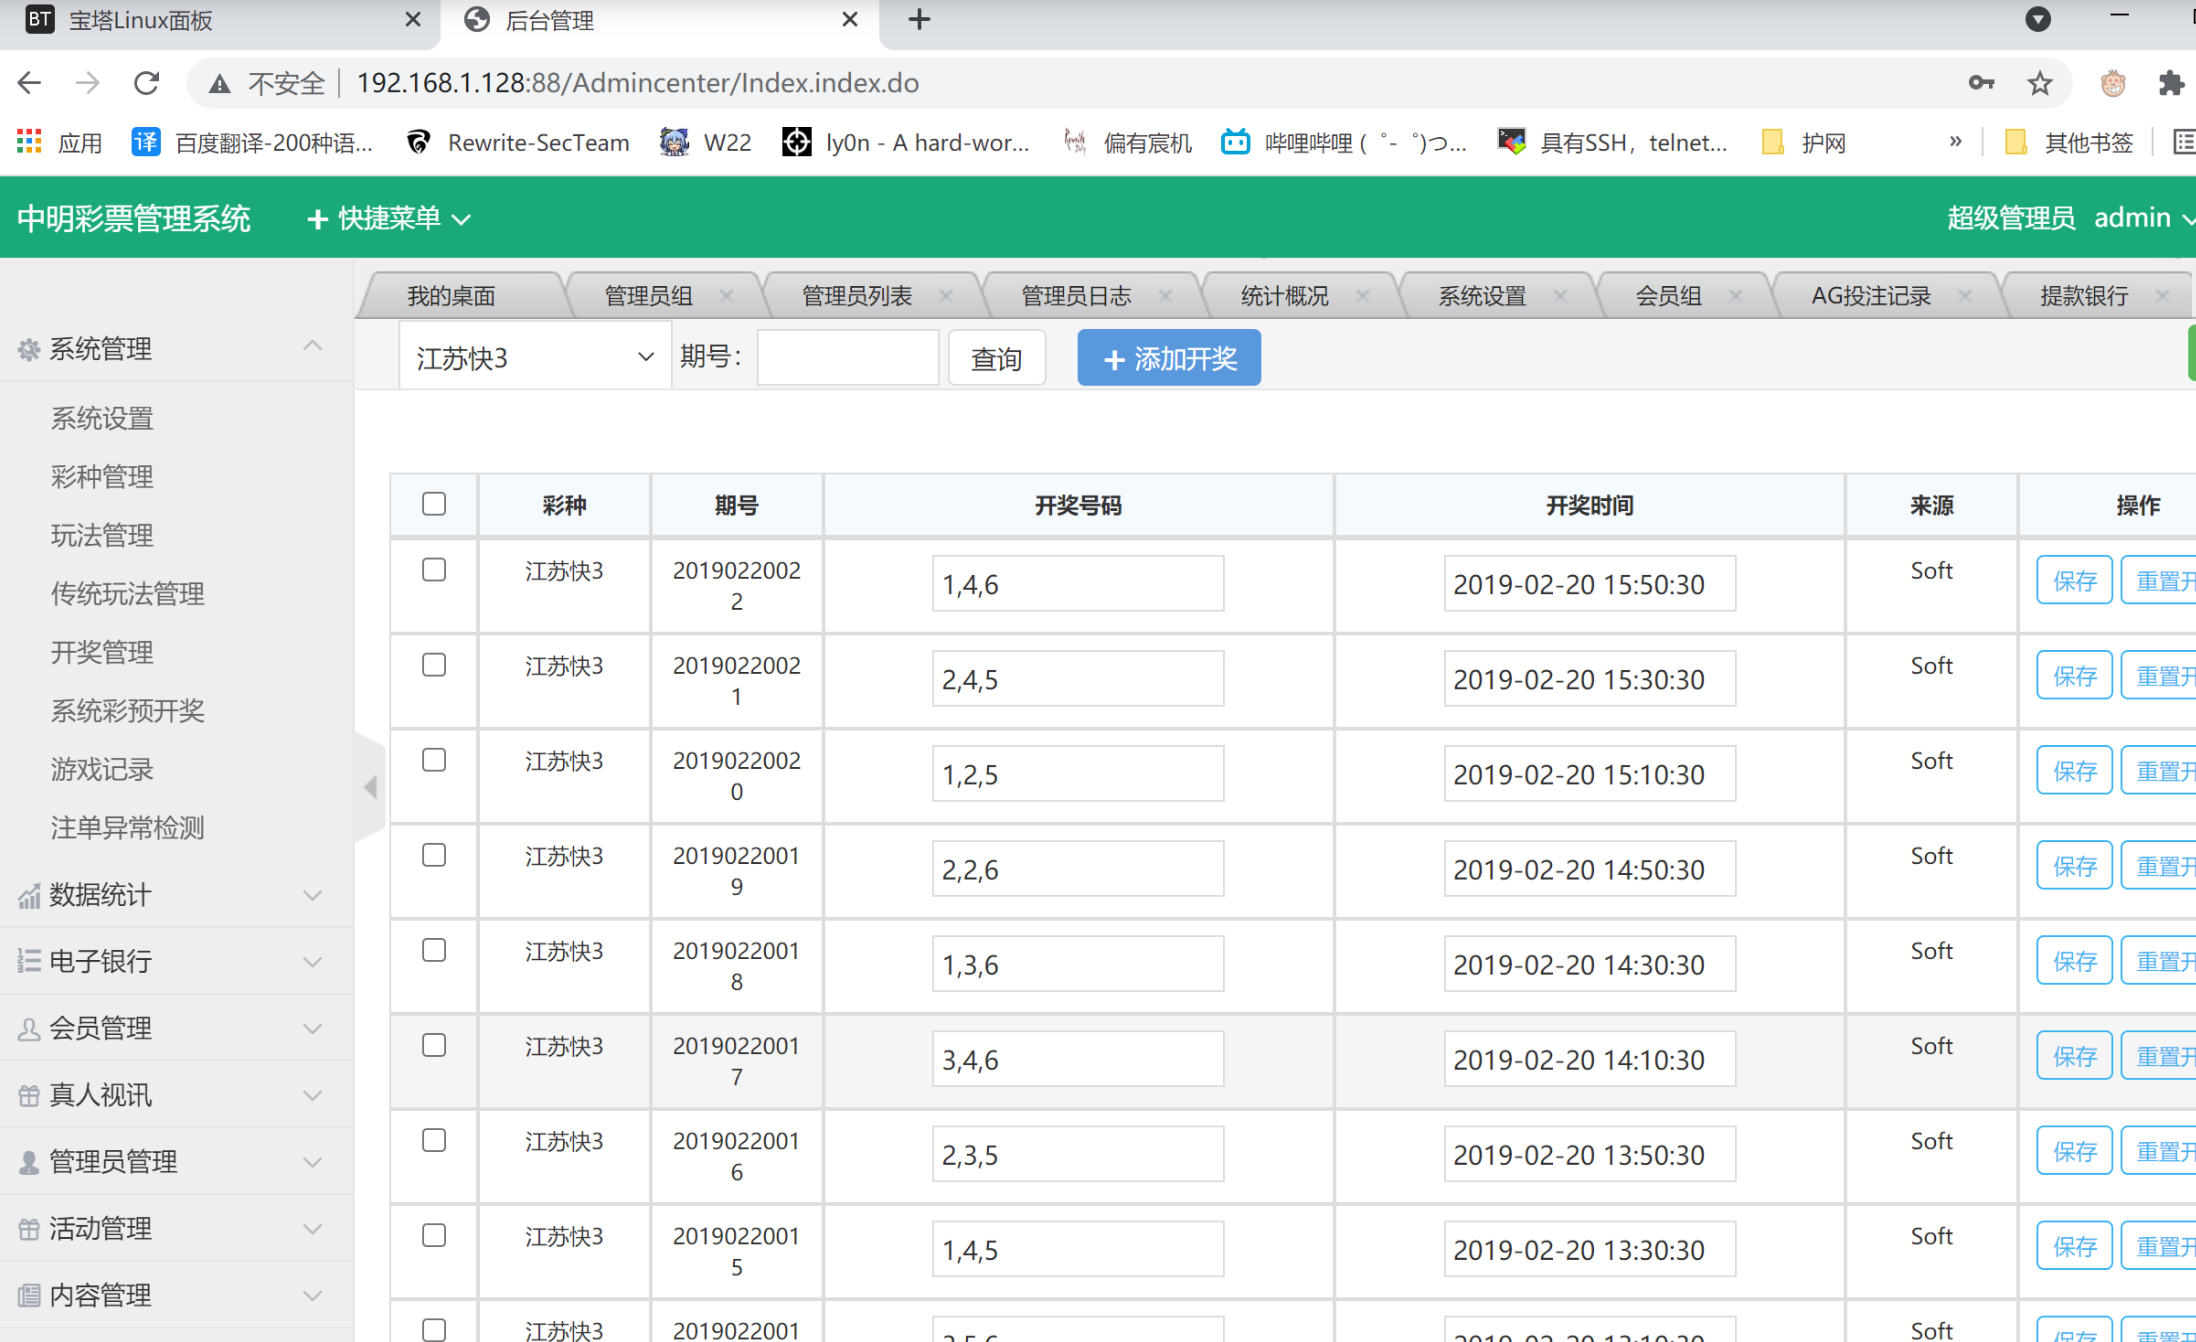 BT 宝塔Linux面板 后台管理
不安全 192.168.1.128:88/Admincenter/Index.index.do
应用 译 百度翻译-200种语... Rewrite-SecTeam W22 ly0n - A hard-wor... 偏有宸机 哔哩哔哩 ( ゜- ゜)つ... 具有SSH，telnet... 护网 » 其他书签
中明彩票管理系统 + 快捷菜单 超级管理员 admin
我的桌面 管理员组 管理员列表 管理员日志 统计概况 系统设置 会员组 AG投注记录 提款银行
系统管理
系统设置
彩种管理
玩法管理
传统玩法管理
开奖管理
系统彩预开奖
游戏记录
注单异常检测
数据统计
电子银行
会员管理
真人视讯
管理员管理
活动管理
内容管理
江苏快3 期号： 查询 + 添加开奖
彩种 期号 开奖号码 开奖时间 来源 操作
江苏快3 2019022002 1,4,6 2019-02-20 15:50:30 Soft 保存 重置开
2
江苏快3 2019022002 2,4,5 2019-02-20 15:30:30 Soft 保存 重置开
1
江苏快3 2019022002 1,2,5 2019-02-20 15:10:30 Soft 保存 重置开
0
江苏快3 2019022001 2,2,6 2019-02-20 14:50:30 Soft 保存 重置开
9
江苏快3 2019022001 1,3,6 2019-02-20 14:30:30 Soft 保存 重置开
8
江苏快3 2019022001 3,4,6 2019-02-20 14:10:30 Soft 保存 重置开
7
江苏快3 2019022001 2,3,5 2019-02-20 13:50:30 Soft 保存 重置开
6
江苏快3 2019022001 1,4,5 2019-02-20 13:30:30 Soft 保存 重置开
5
江苏快3 2019022001 Soft